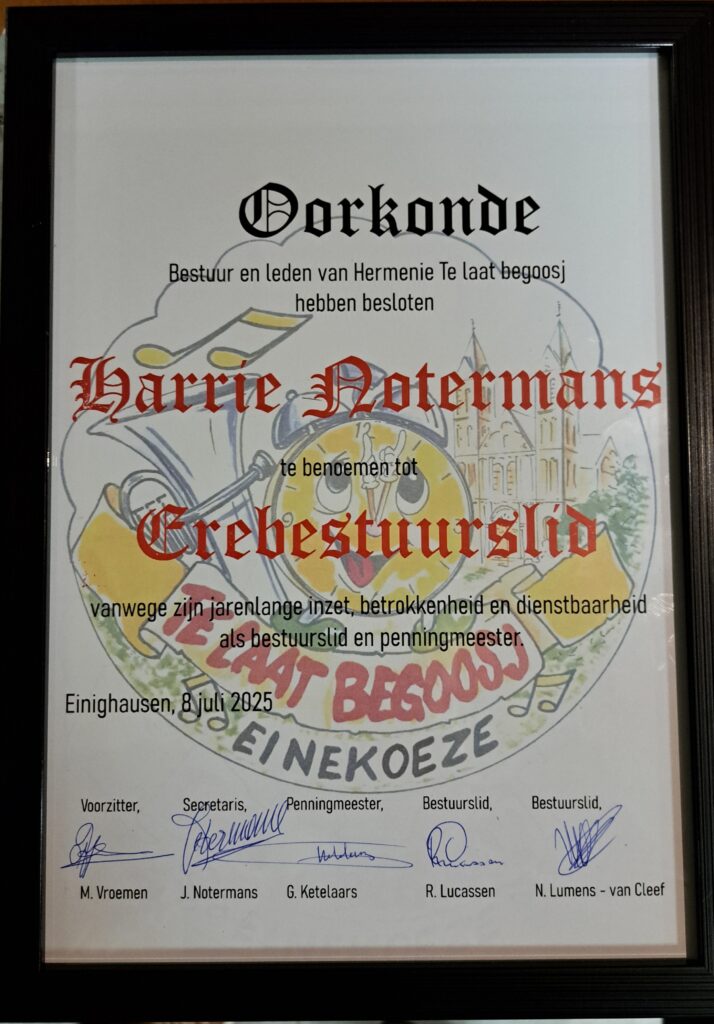 Oorkonde
Bestuur en leden van Hermenie Te laat begoosj
hebben besloten
Harrie Notermans
te benoemen tot
Erebestuurslid
vanwege zijn jarenlange inzet, betrokkenheid en dienstbaarheid
als bestuurslid en penningmeester.
TE LAAT BEGOOSJ
Einighausen, 8 juli 2025
EINEKOEZE
Voorzitter, Secretaris, Penningmeester, Bestuurslid, Bestuurslid,
M. Vroemen J. Notermans G. Ketelaars R. Lucassen N. Lumens - van Cleef